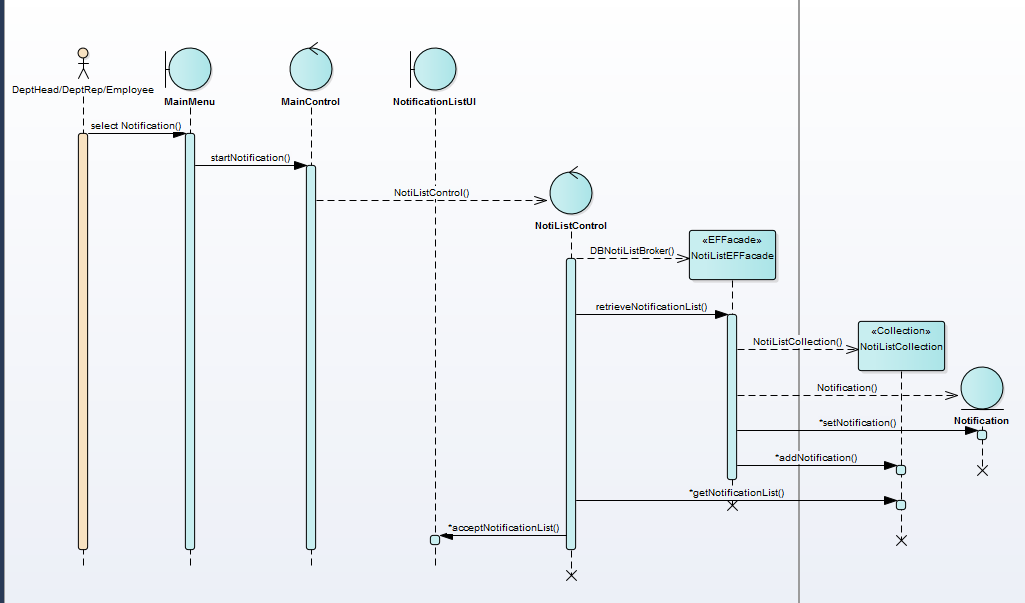 DeptHead/DeptRep/Employee
MainMenu
MainControl
NotificationListUI
select Notification()
startNotification()
NotiListControl()
NotiListControl
«EFFacade»
NotiListEFFacade
DBNotiListBroker()
retrieveNotificationList()
«Collection»
NotiListCollection
NotiListCollection()
Notification()
Notification
*setNotification()
*addNotification()
*getNotificationList()
*acceptNotificationList()